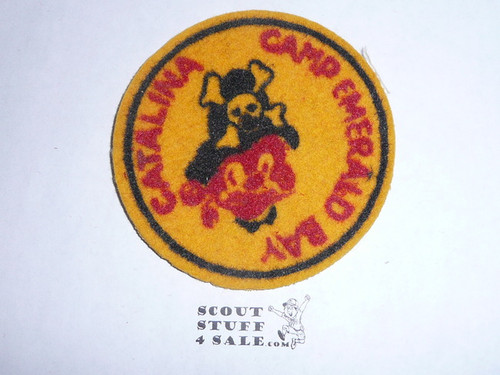 CATALINA
CAMP EMERALD BAY
SCOUT
STUFF
4 SALE.COM